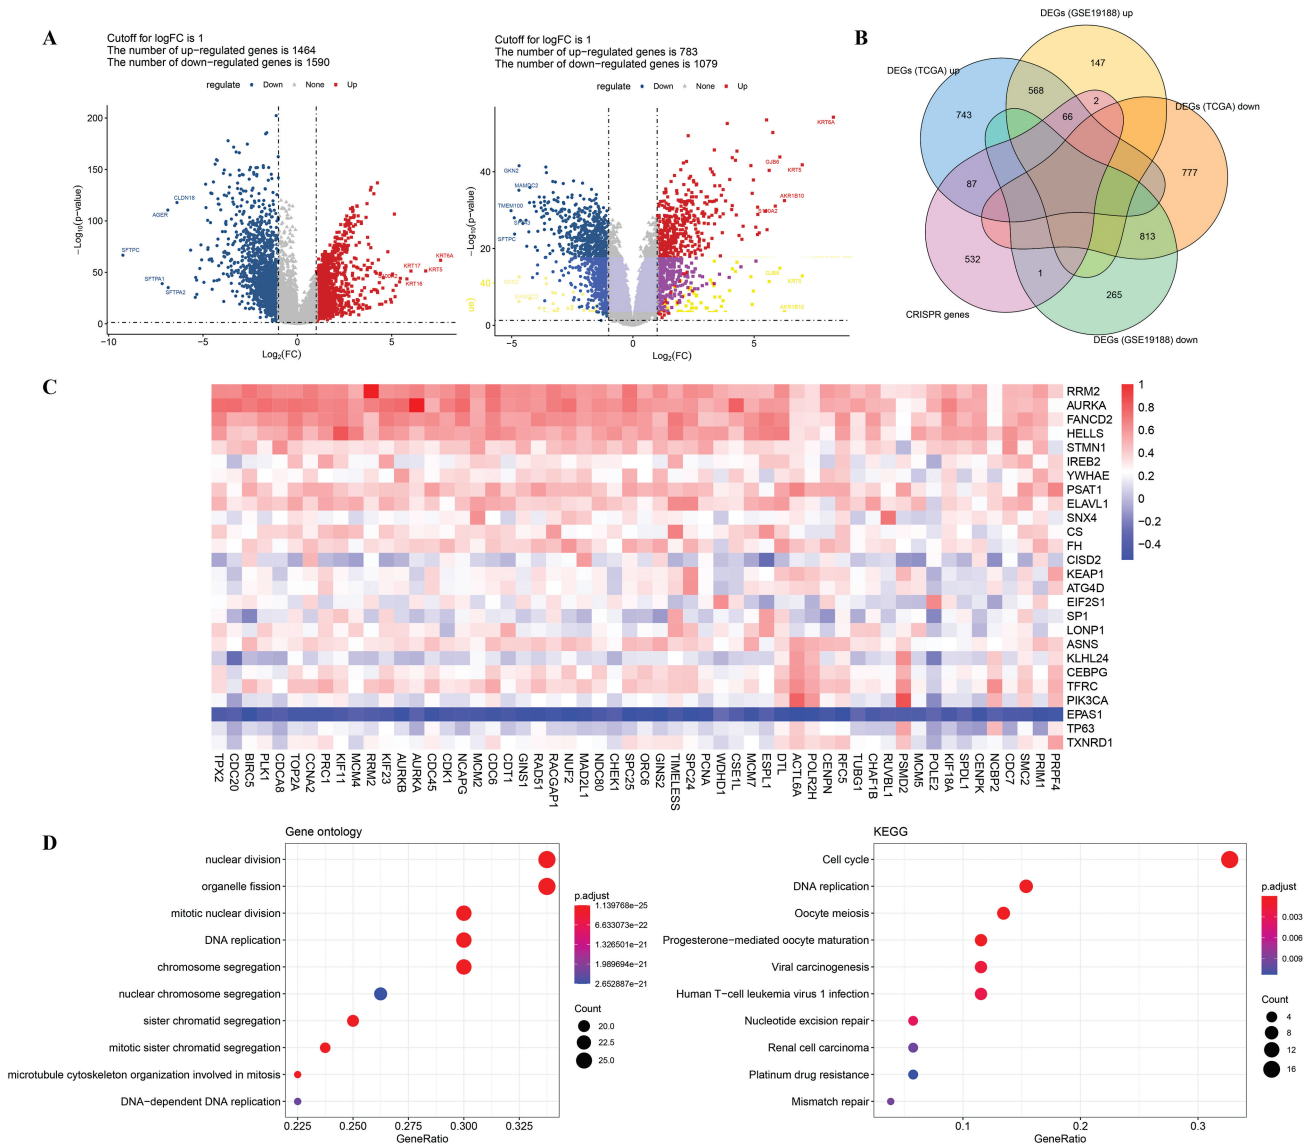 A
Cutoff for logFC is 1
The number of up-regulated genes is 1464
The number of down-regulated genes is 1590
regulate Down None Up
200
150
100
50
0
−Log10(p-value)
CLDN18
AGER
SFTPC
SFTPA1
SFTPA2
KRT6A
KRT17
KRT5
KRT16
−10
−5
0
5
Log2(FC)
Cutoff for logFC is 1
The number of up-regulated genes is 783
The number of down-regulated genes is 1079
regulate Down None Up
40
20
0
−Log10(p-value)
GKN2
MAMDC2
TMEM100
SFTPC
KRT6A
GJB6
KRT5
AKR1B10
−5
0
5
Log2(FC)
B
DEGs (GSE19188) up
DEGs (TCGA) up
DEGs (TCGA) down
CRISPR genes
DEGs (GSE19188) down
147
568
2
66
743
777
87
813
532
1
265
C
RRM2
AURKA
FANCD2
HELLS
STMN1
IREB2
YWHAE
PSAT1
ELAVL1
SNX4
CS
FH
CISD2
KEAP1
ATG4D
EIF2S1
SP1
LONP1
ASNS
KLHL24
CEBPG
TFRC
PIK3CA
EPAS1
TP63
TXNRD1
1
0.8
0.6
0.4
0.2
0
−0.2
−0.4
TPX2
CDC20
BIRC5
PLK1
CDCA8
TOP2A
CCNA2
PRC1
KIF11
MCM4
RRM2
KIF23
AURKB
AURKA
CDC45
CDK1
NCAPG
MCM2
CDC6
CDT1
GINS1
RAD51
RACGAP1
NUF2
MAD2L1
NDC80
CHEK1
SPC25
ORC6
GINS2
TIMELESS
SPC24
PCNA
WDHD1
CSE1L
MCM7
ESPL1
DTL
ACTL6A
POLR2H
CENPN
RFC5
TUBG1
CHAF1B
RUVBL1
PSMD2
MCM5
POLE2
KIF18A
SPDL1
CENPK
NCBP2
CDC7
SMC2
PRIM1
PRPF4
D
Gene ontology
nuclear division
organelle fission
mitotic nuclear division
DNA replication
chromosome segregation
nuclear chromosome segregation
sister chromatid segregation
mitotic sister chromatid segregation
microtubule cytoskeleton organization involved in mitosis
DNA−dependent DNA replication
0.225
0.250
0.275
0.300
0.325
GeneRatio
p.adjust
1.139768e−25
6.633073e−22
1.326501e−21
1.989694e−21
2.652887e−21
Count
20.0
22.5
25.0
KEGG
Cell cycle
DNA replication
Oocyte meiosis
Progesterone−mediated oocyte maturation
Viral carcinogenesis
Human T−cell leukemia virus 1 infection
Nucleotide excision repair
Renal cell carcinoma
Platinum drug resistance
Mismatch repair
0.1
0.2
0.3
GeneRatio
p.adjust
0.003
0.006
0.009
Count
4
8
12
16